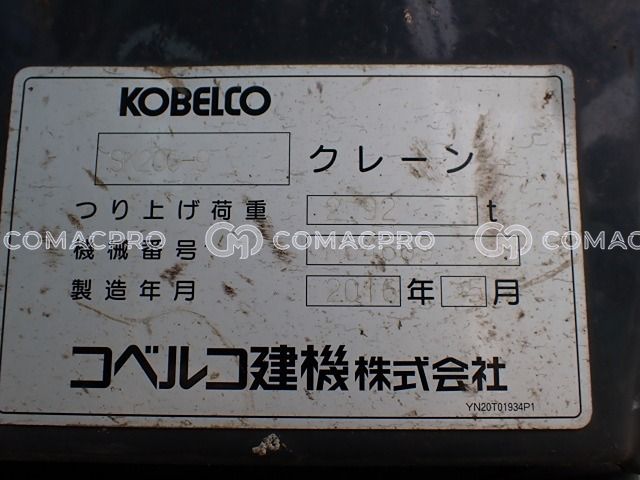 KOBELCO
SK200-9 クレーン
つり上げ荷重 2.92 t
機械番号
製造年月 2016 年 月
コベルコ建機株式会社
YN20T01934P1
COMACPRO COMACPRO COMACPRO